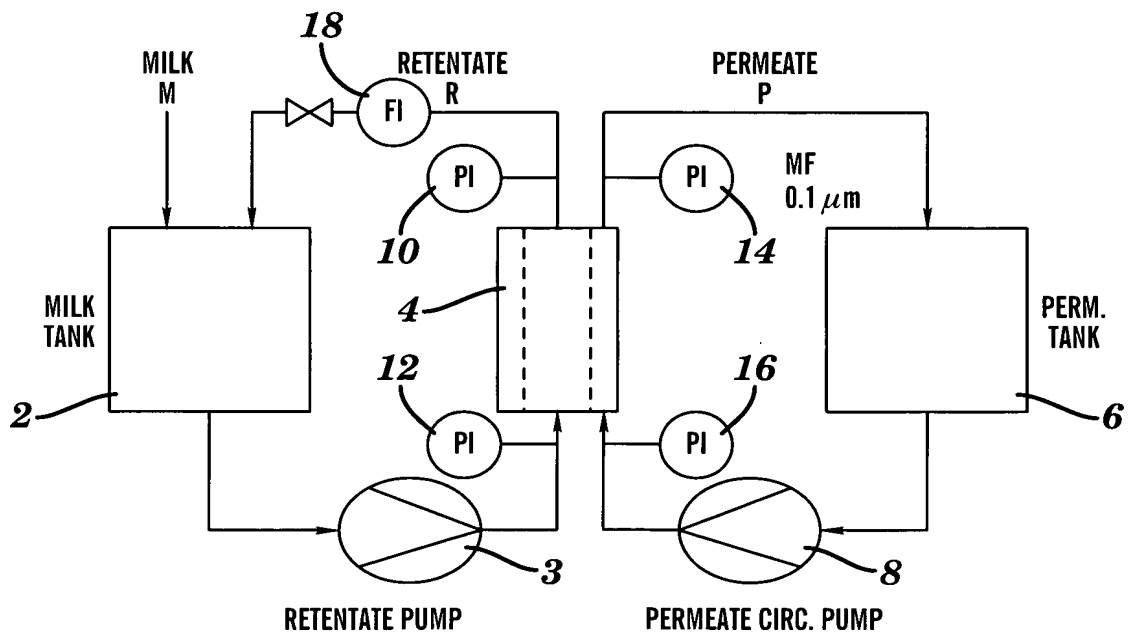 18
MILK
M
RETENTATE
R
PERMEATE
P
FI
PI
PI
MF
0.1 µm
10
14
MILK
TANK
4
PERM.
TANK
12
16
2
6
PI
PI
3
8
RETENTATE PUMP
PERMEATE CIRC. PUMP